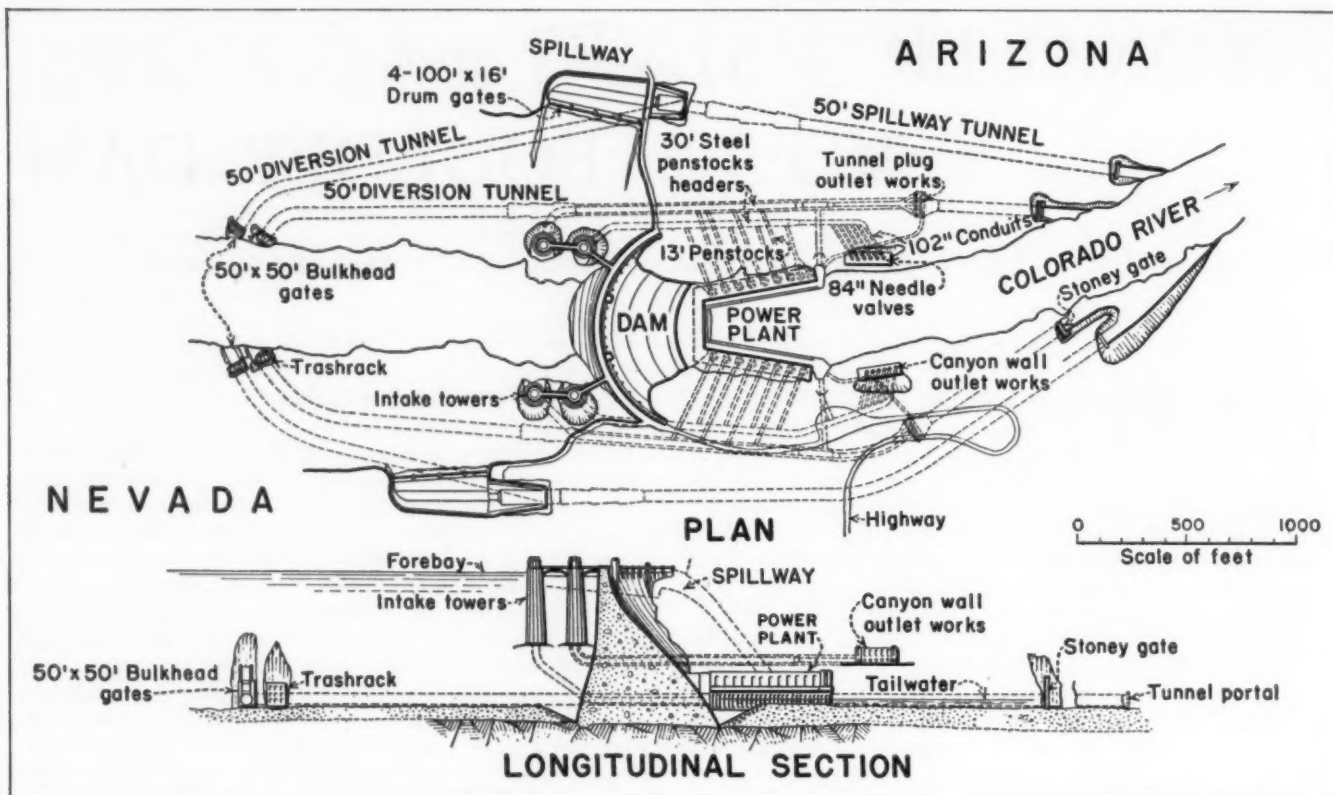 ARIZONA
SPILLWAY
4-100' x 16'
Drum gates
50' DIVERSION TUNNEL
50' DIVERSION TUNNEL
30' Steel
penstocks
headers
50' SPILLWAY TUNNEL
Tunnel plug
outlet works
102" Conduits
13' Penstocks
50' x 50' Bulkhead
gates
84" Needle
valves
COLORADO RIVER
Stoney gate
DAM
POWER
PLANT
Trashrack
Intake towers
Canyon wall
outlet works
NEVADA
PLAN
Highway
0 500 1000
Scale of feet
Forebay
SPILLWAY
Intake towers
POWER
PLANT
Canyon wall
outlet works
Stoney gate
50' x 50' Bulkhead
gates
Trashrack
Tailwater
Tunnel portal
LONGITUDINAL SECTION